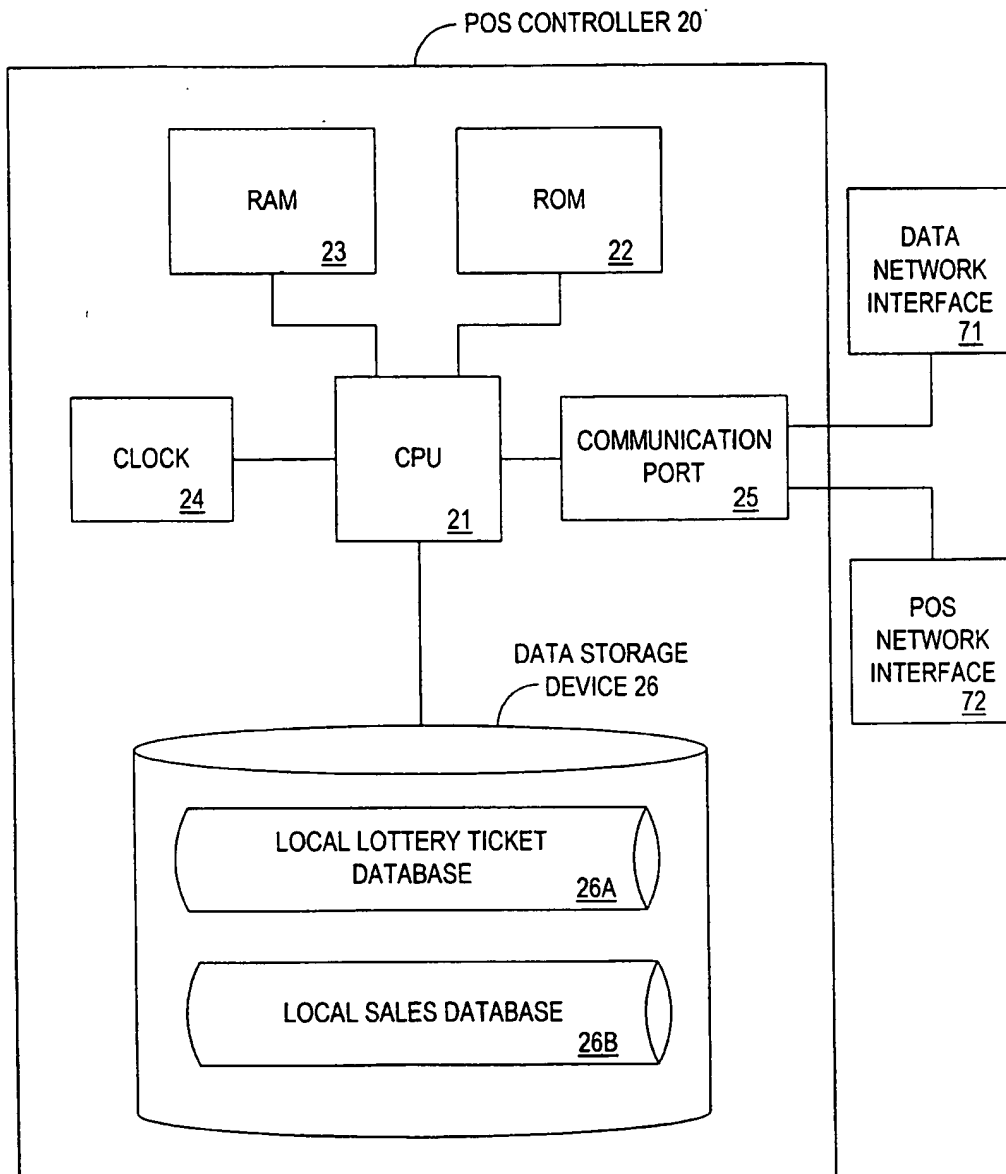 POS CONTROLLER 20
RAM
23
ROM
22
DATA
NETWORK
INTERFACE
71
CLOCK
24
CPU
21
COMMUNICATION
PORT
25
POS
NETWORK
INTERFACE
72
DATA STORAGE
DEVICE 26
LOCAL LOTTERY TICKET
DATABASE
26A
LOCAL SALES DATABASE
26B